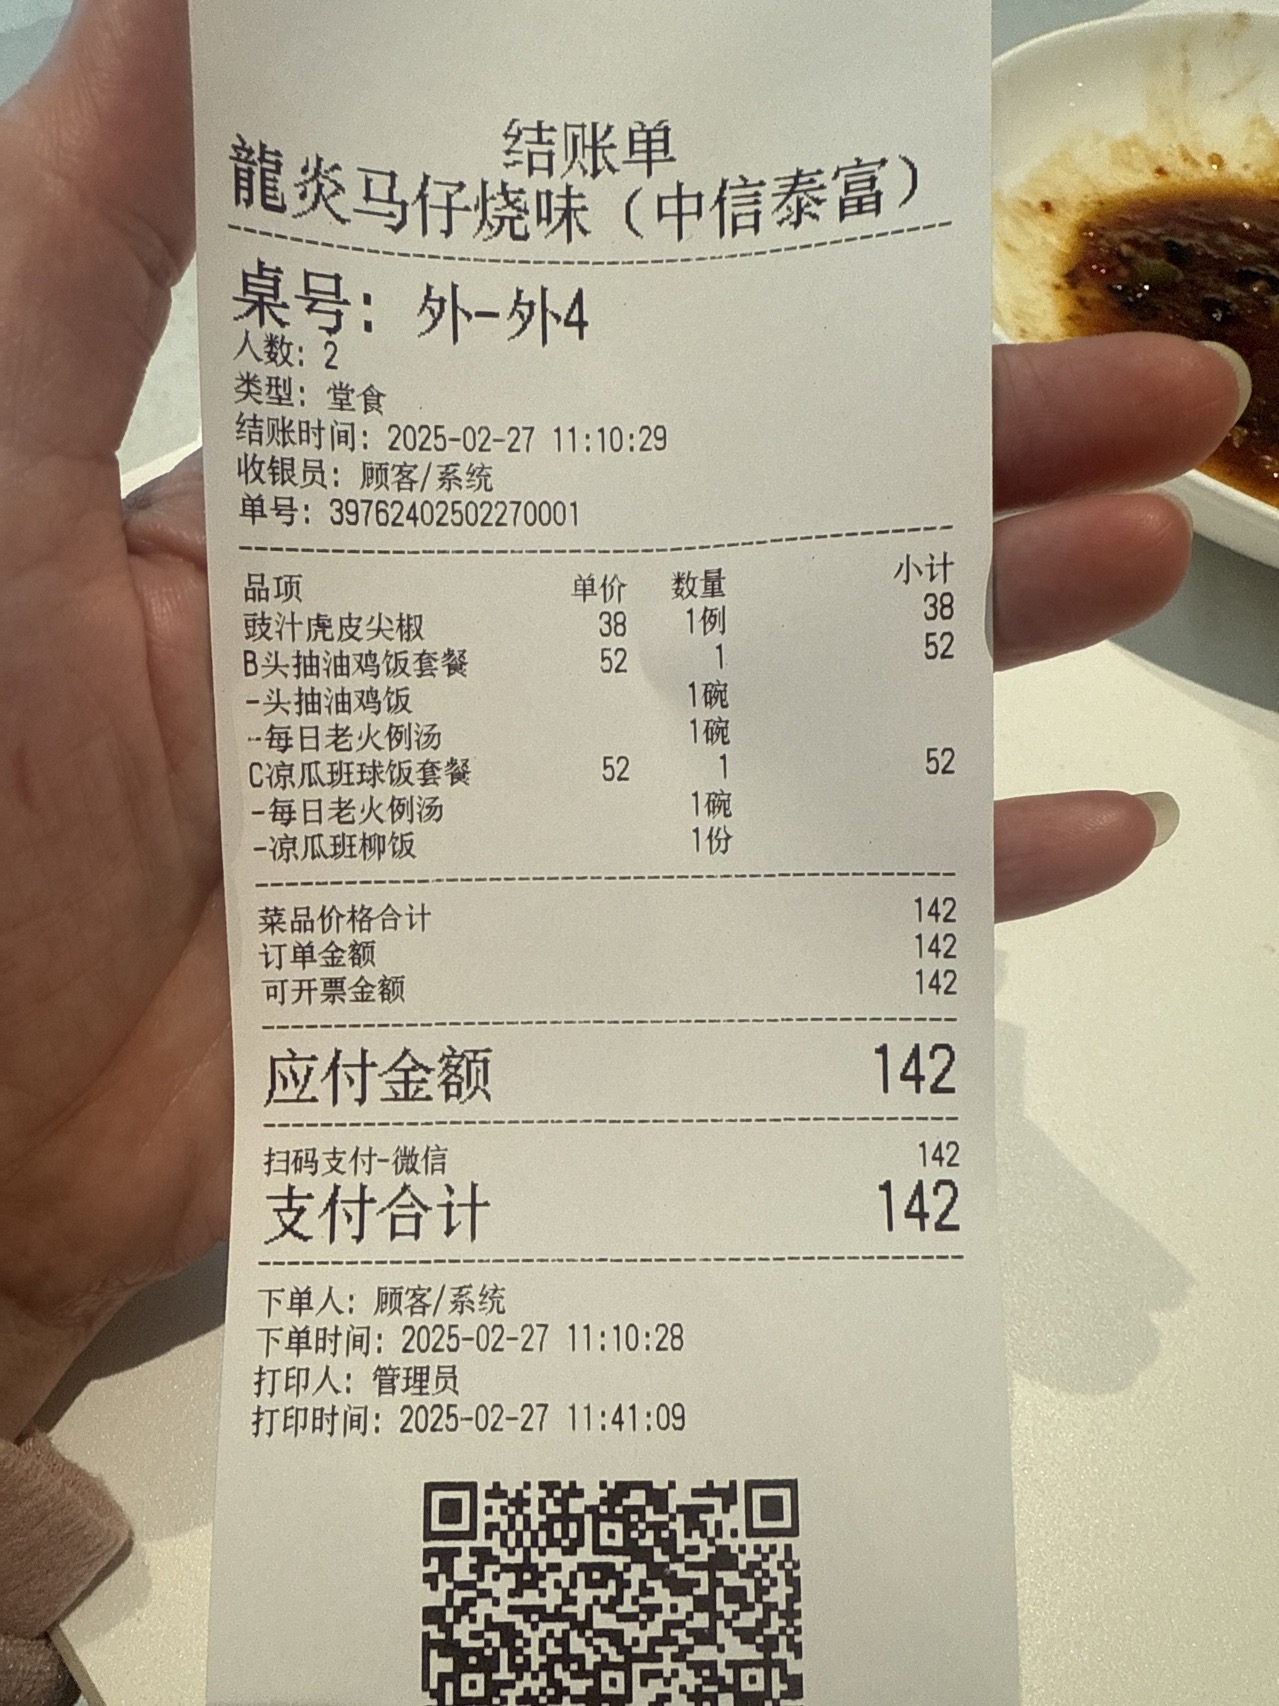 结账单
龍炎马仔烧味（中信泰富）
桌号：外-外4
人数：2
类型：堂食
结账时间：2025-02-27 11:10:29
收银员：顾客/系统
单号：39762402502270001
品项 单价 数量 小计
豉汁虎皮尖椒 38 1例 38
B头抽油鸡饭套餐 52 1 52
-头抽油鸡饭 1碗
-每日老火例汤 1碗
C凉瓜班球饭套餐 52 1 52
-每日老火例汤 1碗
-凉瓜班柳饭 1份
菜品价格合计 142
订单金额 142
可开票金额 142
应付金额 142
扫码支付-微信 142
支付合计 142
下单人：顾客/系统
下单时间：2025-02-27 11:10:28
打印人：管理员
打印时间：2025-02-27 11:41:09